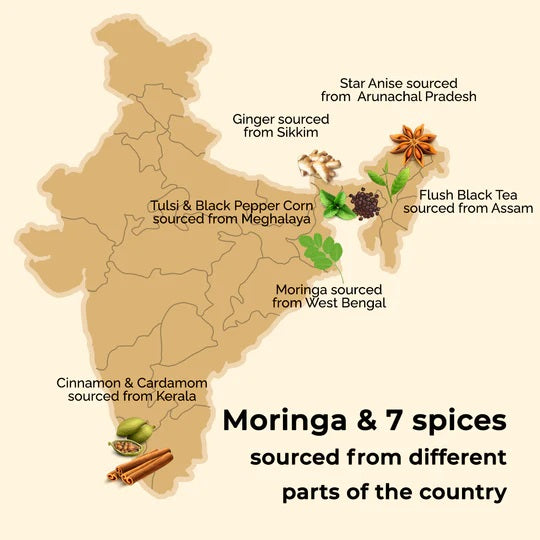 Star Anise sourced
from Arunachal Pradesh
Ginger sourced
from Sikkim
Flush Black Tea
sourced from Assam
Tulsi & Black Pepper Corn
sourced from Meghalaya
Moringa sourced
from West Bengal
Cinnamon & Cardamom
sourced from Kerala
Moringa & 7 spices
sourced from different
parts of the country